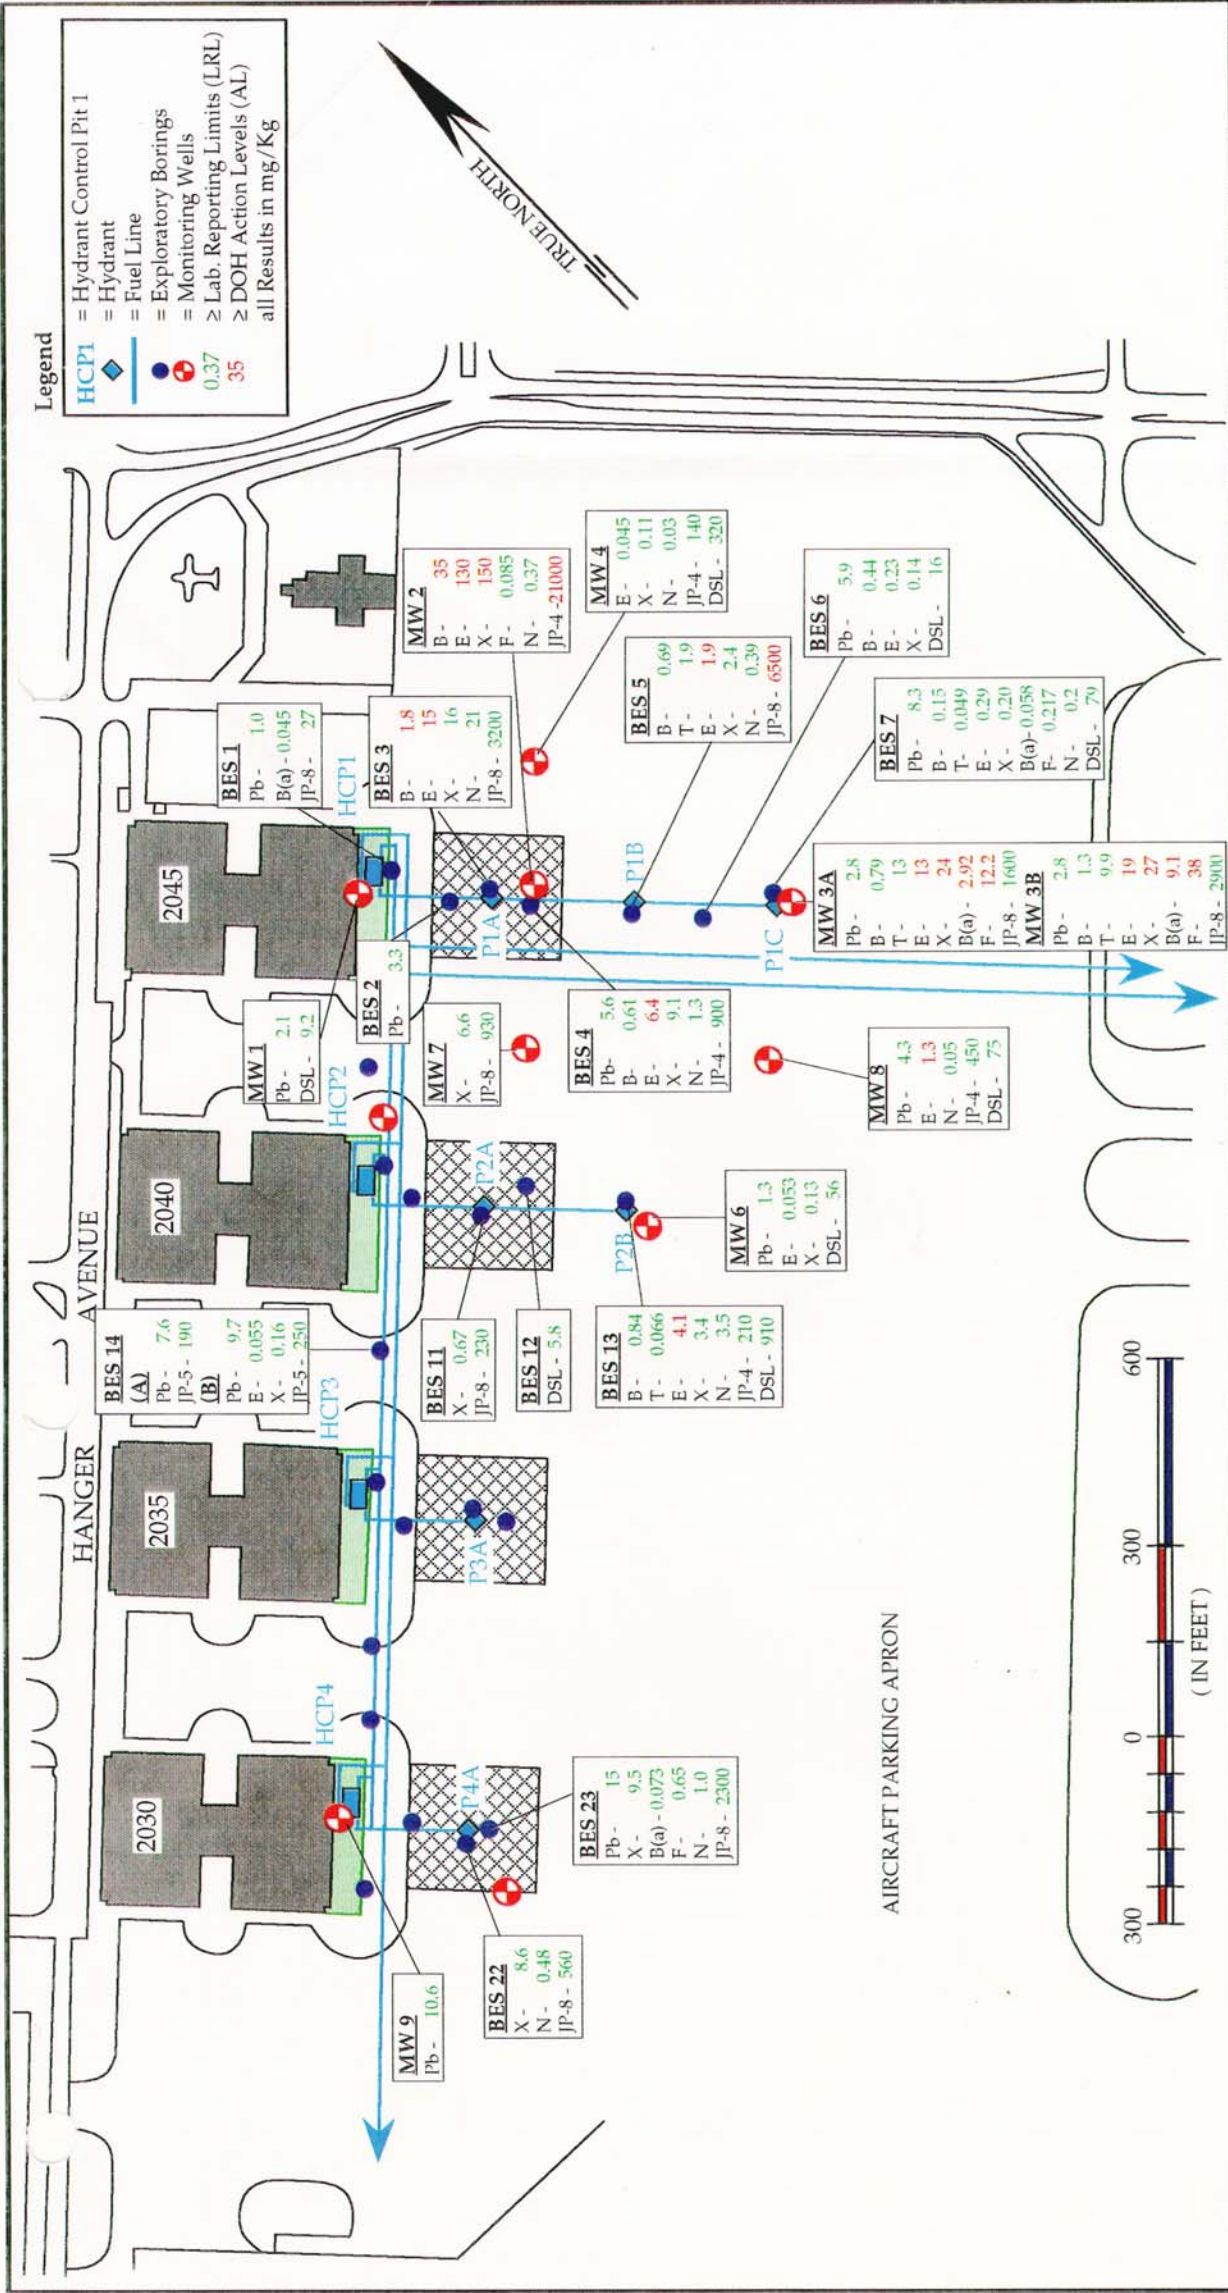 Legend
HCP1 = Hydrant Control Pit 1
= Hydrant
= Fuel Line
= Exploratory Borings
= Monitoring Wells
0.37 ≥ Lab. Reporting Limits (LRL)
35 ≥ DOH Action Levels (AL)
all Results in mg/Kg
TRUE NORTH
N
HANGER AVENUE
2030
2035
2040
2045
HCP4
HCP3
HCP2
HCP1
BES 14
(A)
Pb - 7.6
JP-5 - 190
(B)
Pb - 9.7
E - 0.055
X - 0.16
JP-5 - 250
MW 1
Pb - 2.1
DSL - 9.2
BES 1
Pb - 1.0
B(a) - 0.045
JP-8 - 27
BES 2
Pb - 3.3
BES 3
B - 1.8
E - 15
X - 16
N - 21
JP-8 - 3200
MW 2
B - 35
E - 130
X - 150
F - 0.085
N - 0.37
JP-4 -21000
MW 9
Pb - 10.6
BES 22
X - 8.6
N - 0.48
JP-8 - 560
P4A
BES 23
Pb - 15
X - 9.5
B(a) - 0.073
F - 0.65
N - 1.0
JP-8 - 2300
P3A
BES 11
X - 0.67
JP-8 - 230
P2A
BES 12
DSL - 5.8
MW 7
X - 6.6
JP-8 - 930
P1A
BES 4
Pb- 5.6
B- 0.61
E- 6.4
X- 9.1
N- 1.3
JP-4 - 900
MW 4
E - 0.045
X - 0.11
N - 0.03
JP-4 - 140
DSL - 320
BES 13
B - 0.84
T - 0.066
E - 4.1
X - 3.4
N - 3.5
JP-4 - 210
DSL - 910
P2B
P1B
BES 5
B- 0.69
T - 1.9
E- 1.9
X - 2.4
N- 0.39
JP-8 - 6500
MW 6
Pb - 1.3
E - 0.053
X - 0.13
DSL - 56
P1C
BES 6
Pb - 5.9
B - 0.44
E - 0.23
X - 0.14
DSL - 16
MW 8
Pb - 4.3
E - 1.3
N - 0.05
JP-4 - 450
DSL - 75
MW 3A
Pb - 2.8
B - 0.79
T - 13
E - 13
X - 24
B(a) - 2.92
F - 12.2
JP-8 - 1600
MW 3B
Pb - 2.8
B - 1.3
T - 9.9
E - 19
X - 27
B(a) - 9.1
F - 38
JP-8 - 2900
BES 7
Pb - 8.3
B - 0.15
T- 0.049
E - 0.29
X - 0.20
B(a)- 0.058
F- 0.217
N - 0.2
DSL - 79
AIRCRAFT PARKING APRON
300 0 300 600
( IN FEET )